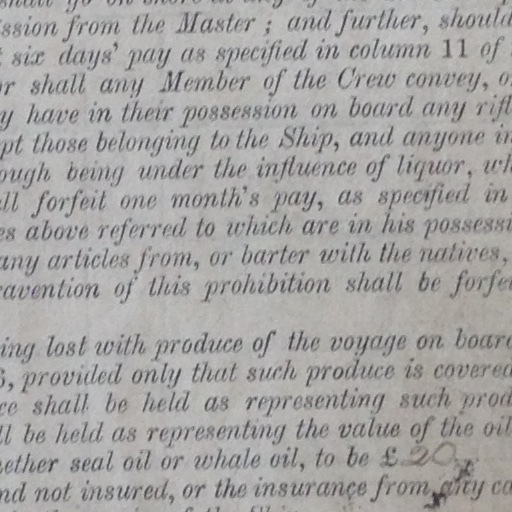 ssion from the Master; and further, should
six days' pay as specified in column 11 of
r shall any Member of the Crew convey, o
y have in their possession on board any rifl
pt those belonging to the Ship, and anyone in
ough being under the influence of liquor, wh
ll forfeit one month's pay, as specified in
es above referred to which are in his possessi
any articles from, or barter with the natives,
ravention of this prohibition shall be forfei
ing lost with produce of the voyage on board
, provided only that such produce is covered
ce shall be held as representing such prod
ll be held as representing the value of the oil
ether seal oil or whale oil, to be £20
nd not insured, or the insurance from any ca